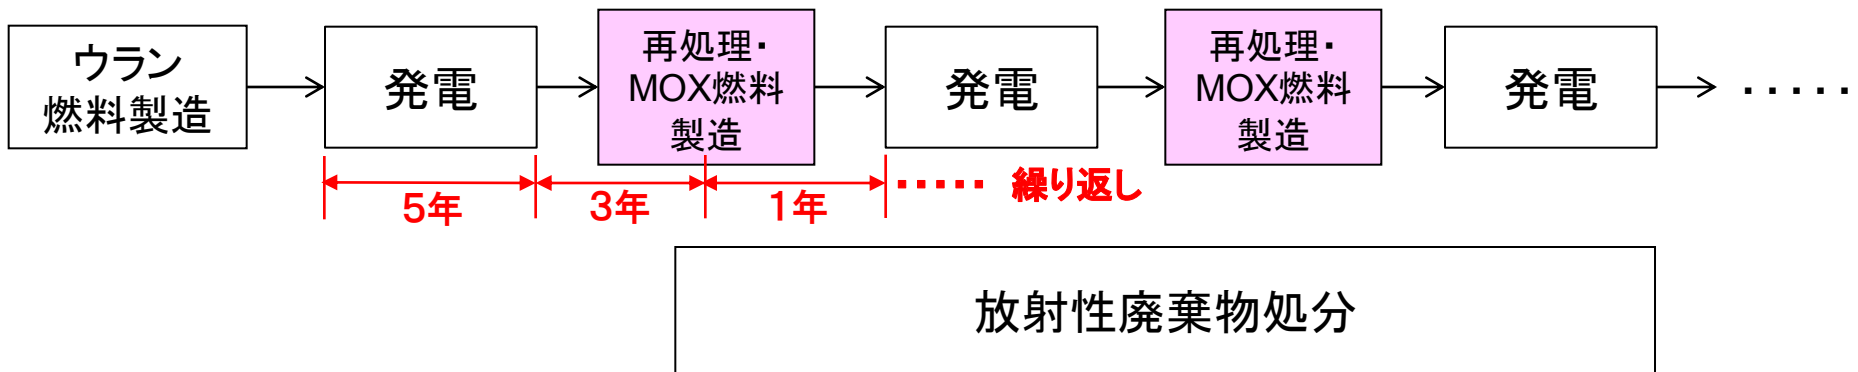 ウラン
燃料製造
発電
再処理・
MOX燃料
製造
発電
再処理・
MOX燃料
製造
発電
・・・・・
5年
3年
1年
・・・・・ 繰り返し
放射性廃棄物処分